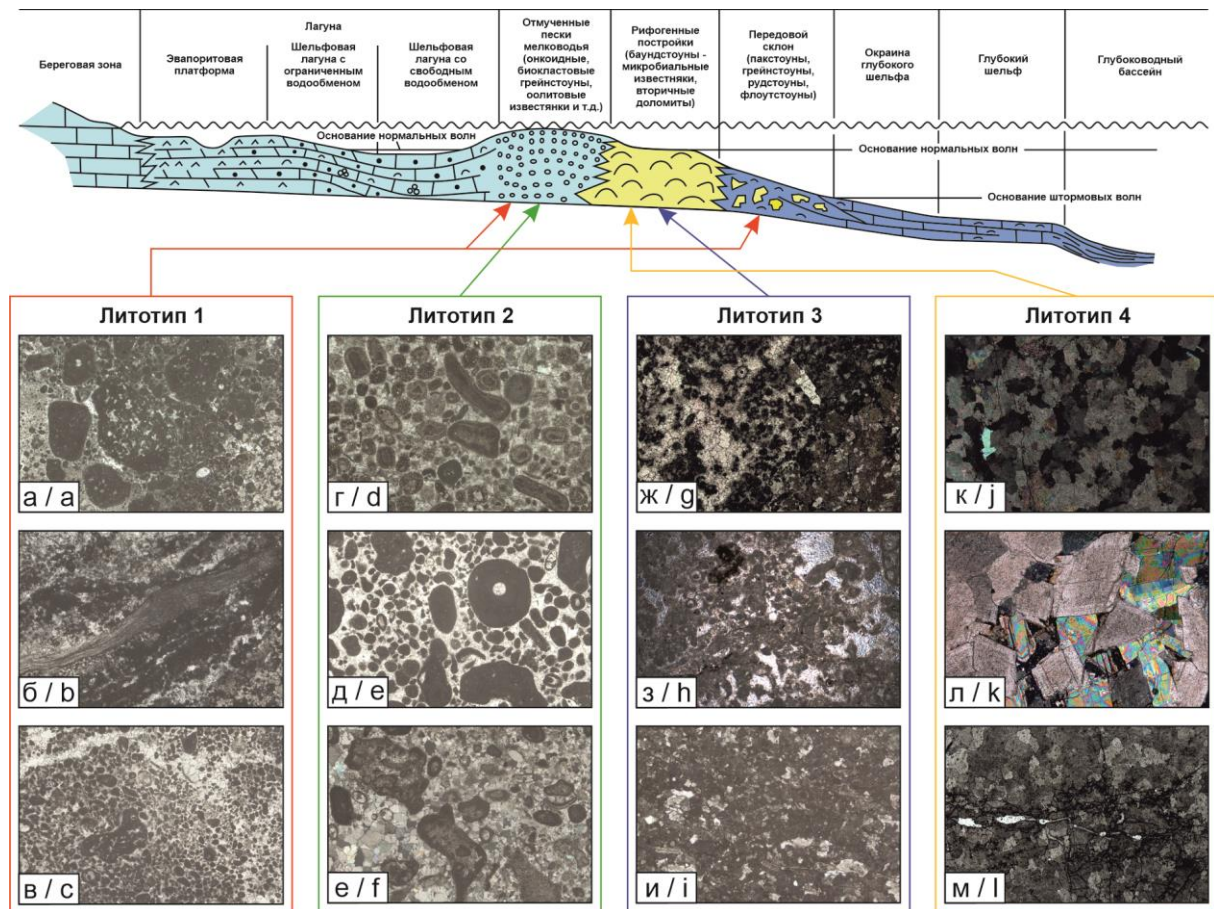 Береговая зона
Лагуна
Эвапоритовая
платформа
Шельфовая
лагуна с
ограниченным
водообменом
Шельфовая
лагуна со
свободным
водообменом
Отмученные
пески
мелководья
(онкоидные,
биокластовые
грейнстоуны,
оолитовые
известянки и т.д.)
Рифогенные
постройки
(баундстоуны -
микробиальные
известняки,
вторичные
доломиты)
Передовой
склон
(пакстоуны,
грейнстоуны,
рудстоуны,
флоутстоуны)
Окраина
глубокого
шельфа
Глубокий
шельф
Глубоководный
бассейн
Основание нормальных волн
Основание нормальных волн
Основание штормовых волн
Литотип 1
а / a
б / b
в / c
Литотип 2
г / d
д / e
е / f
Литотип 3
ж / g
з / h
и / i
Литотип 4
к / j
л / k
м / l